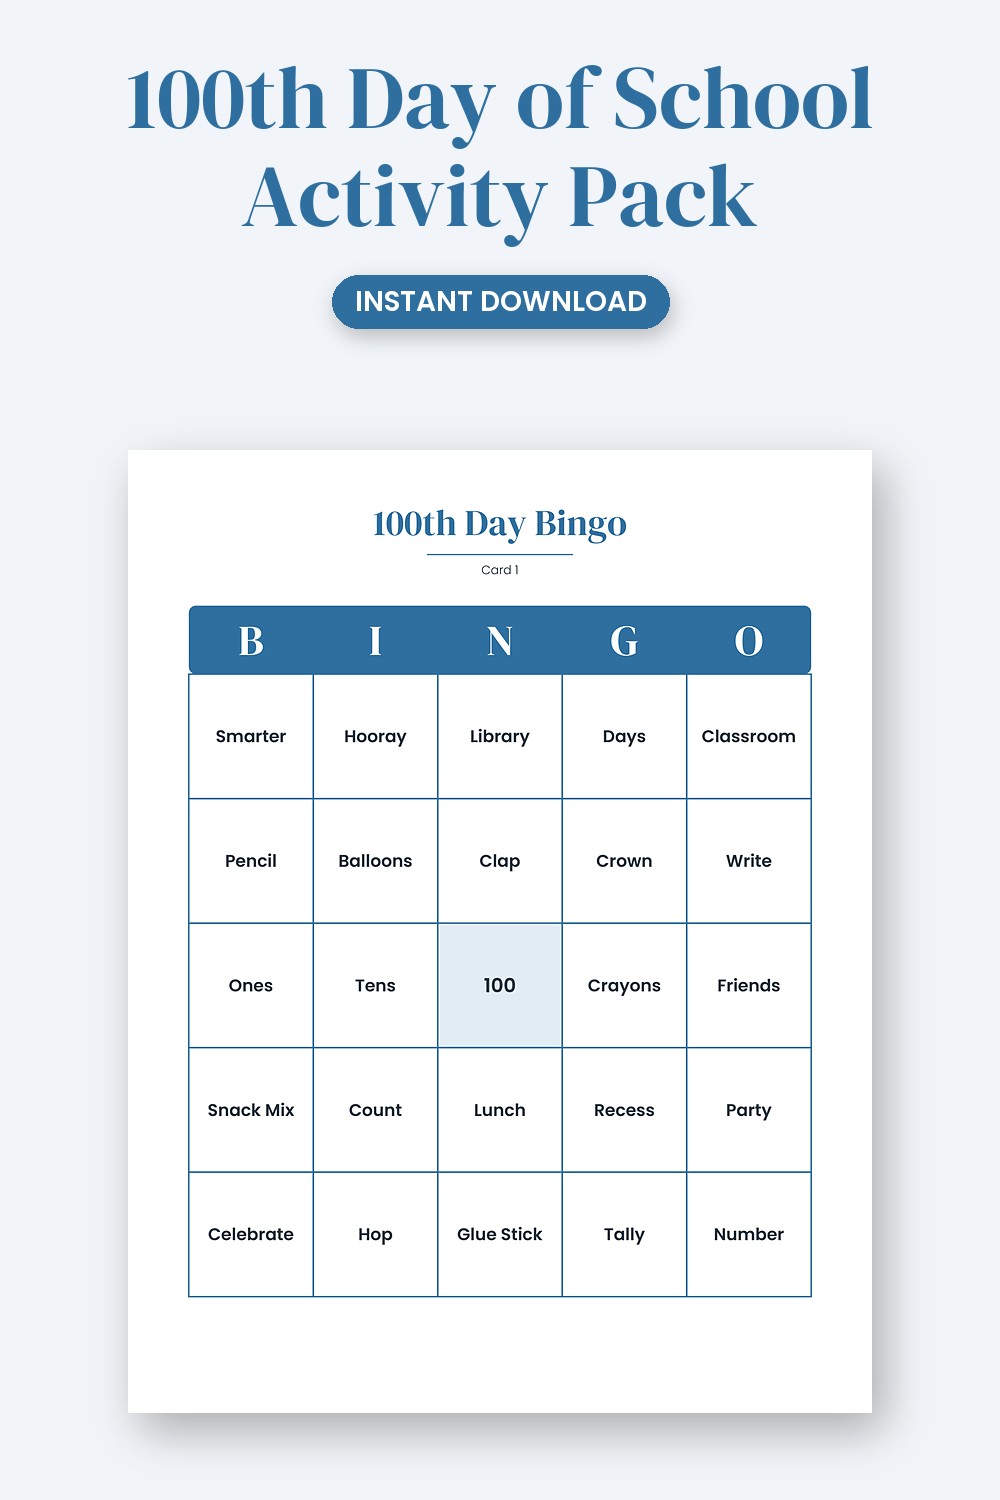 100th Day of School
Activity Pack
INSTANT DOWNLOAD
100th Day Bingo
Card 1
B I N G O
Smarter Hooray Library Days Classroom
Pencil Balloons Clap Crown Write
Ones Tens 100 Crayons Friends
Snack Mix Count Lunch Recess Party
Celebrate Hop Glue Stick Tally Number